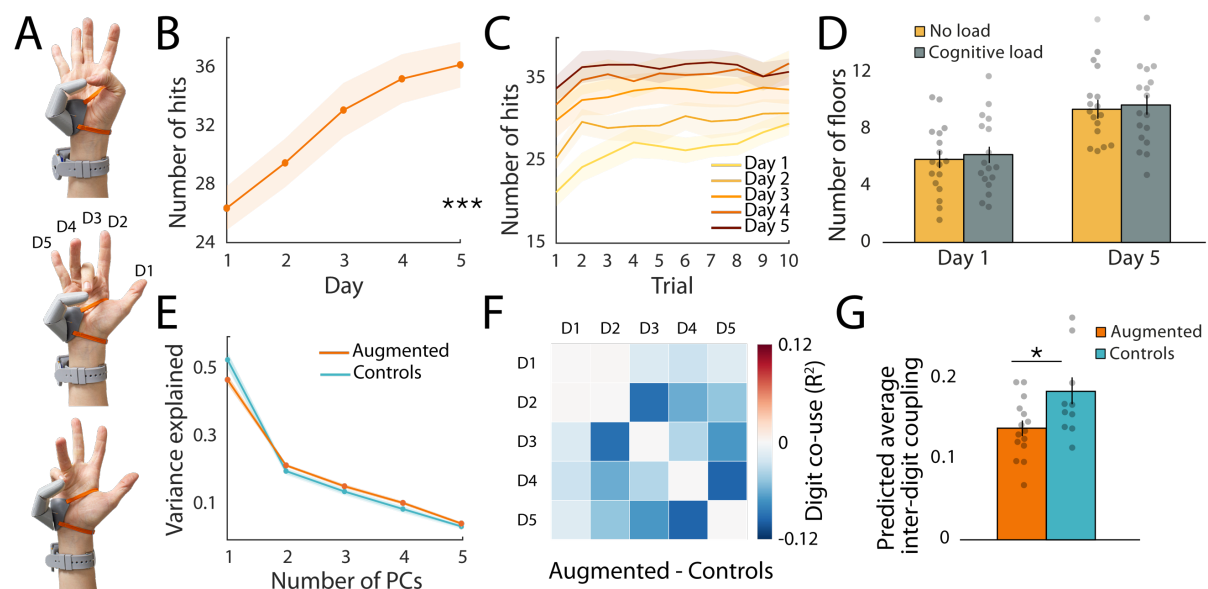 A
D5
D4
D3
D2
D1
B
Number of hits
36
32
28
24
***
1 2 3 4 5
Day
C
Number of hits
35
25
15
Day 1
Day 2
Day 3
Day 4
Day 5
1 2 3 4 5 6 7 8 9 10
Trial
D
No load
Cognitive load
Number of floors
12
8
4
0
Day 1 Day 5
E
Variance explained
0.5
0.3
0.1
Augmented
Controls
1 2 3 4 5
Number of PCs
F
D1 D2 D3 D4 D5
D1
D2
D3
D4
D5
0.12
0
-0.12
Digit co-use (R²)
Augmented - Controls
G
Augmented
Controls
*
Predicted average
inter-digit coupling
0.2
0.1
0